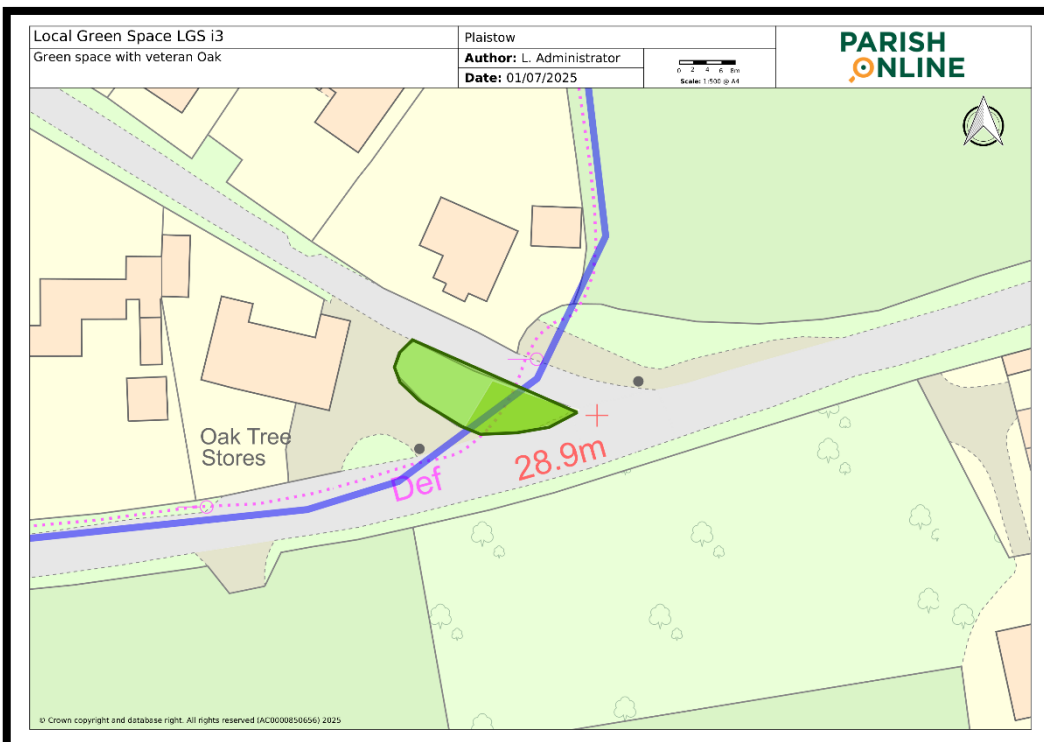 Local Green Space LGS i3
Green space with veteran Oak
Plaistow
Author: L. Administrator
Date: 01/07/2025
0 2 4 6 8m
Scale: 1:500 @ A4
PARISH
ONLINE
Oak Tree
Stores
Def
28.9m
© Crown copyright and database right. All rights reserved (AC0000850656) 2025